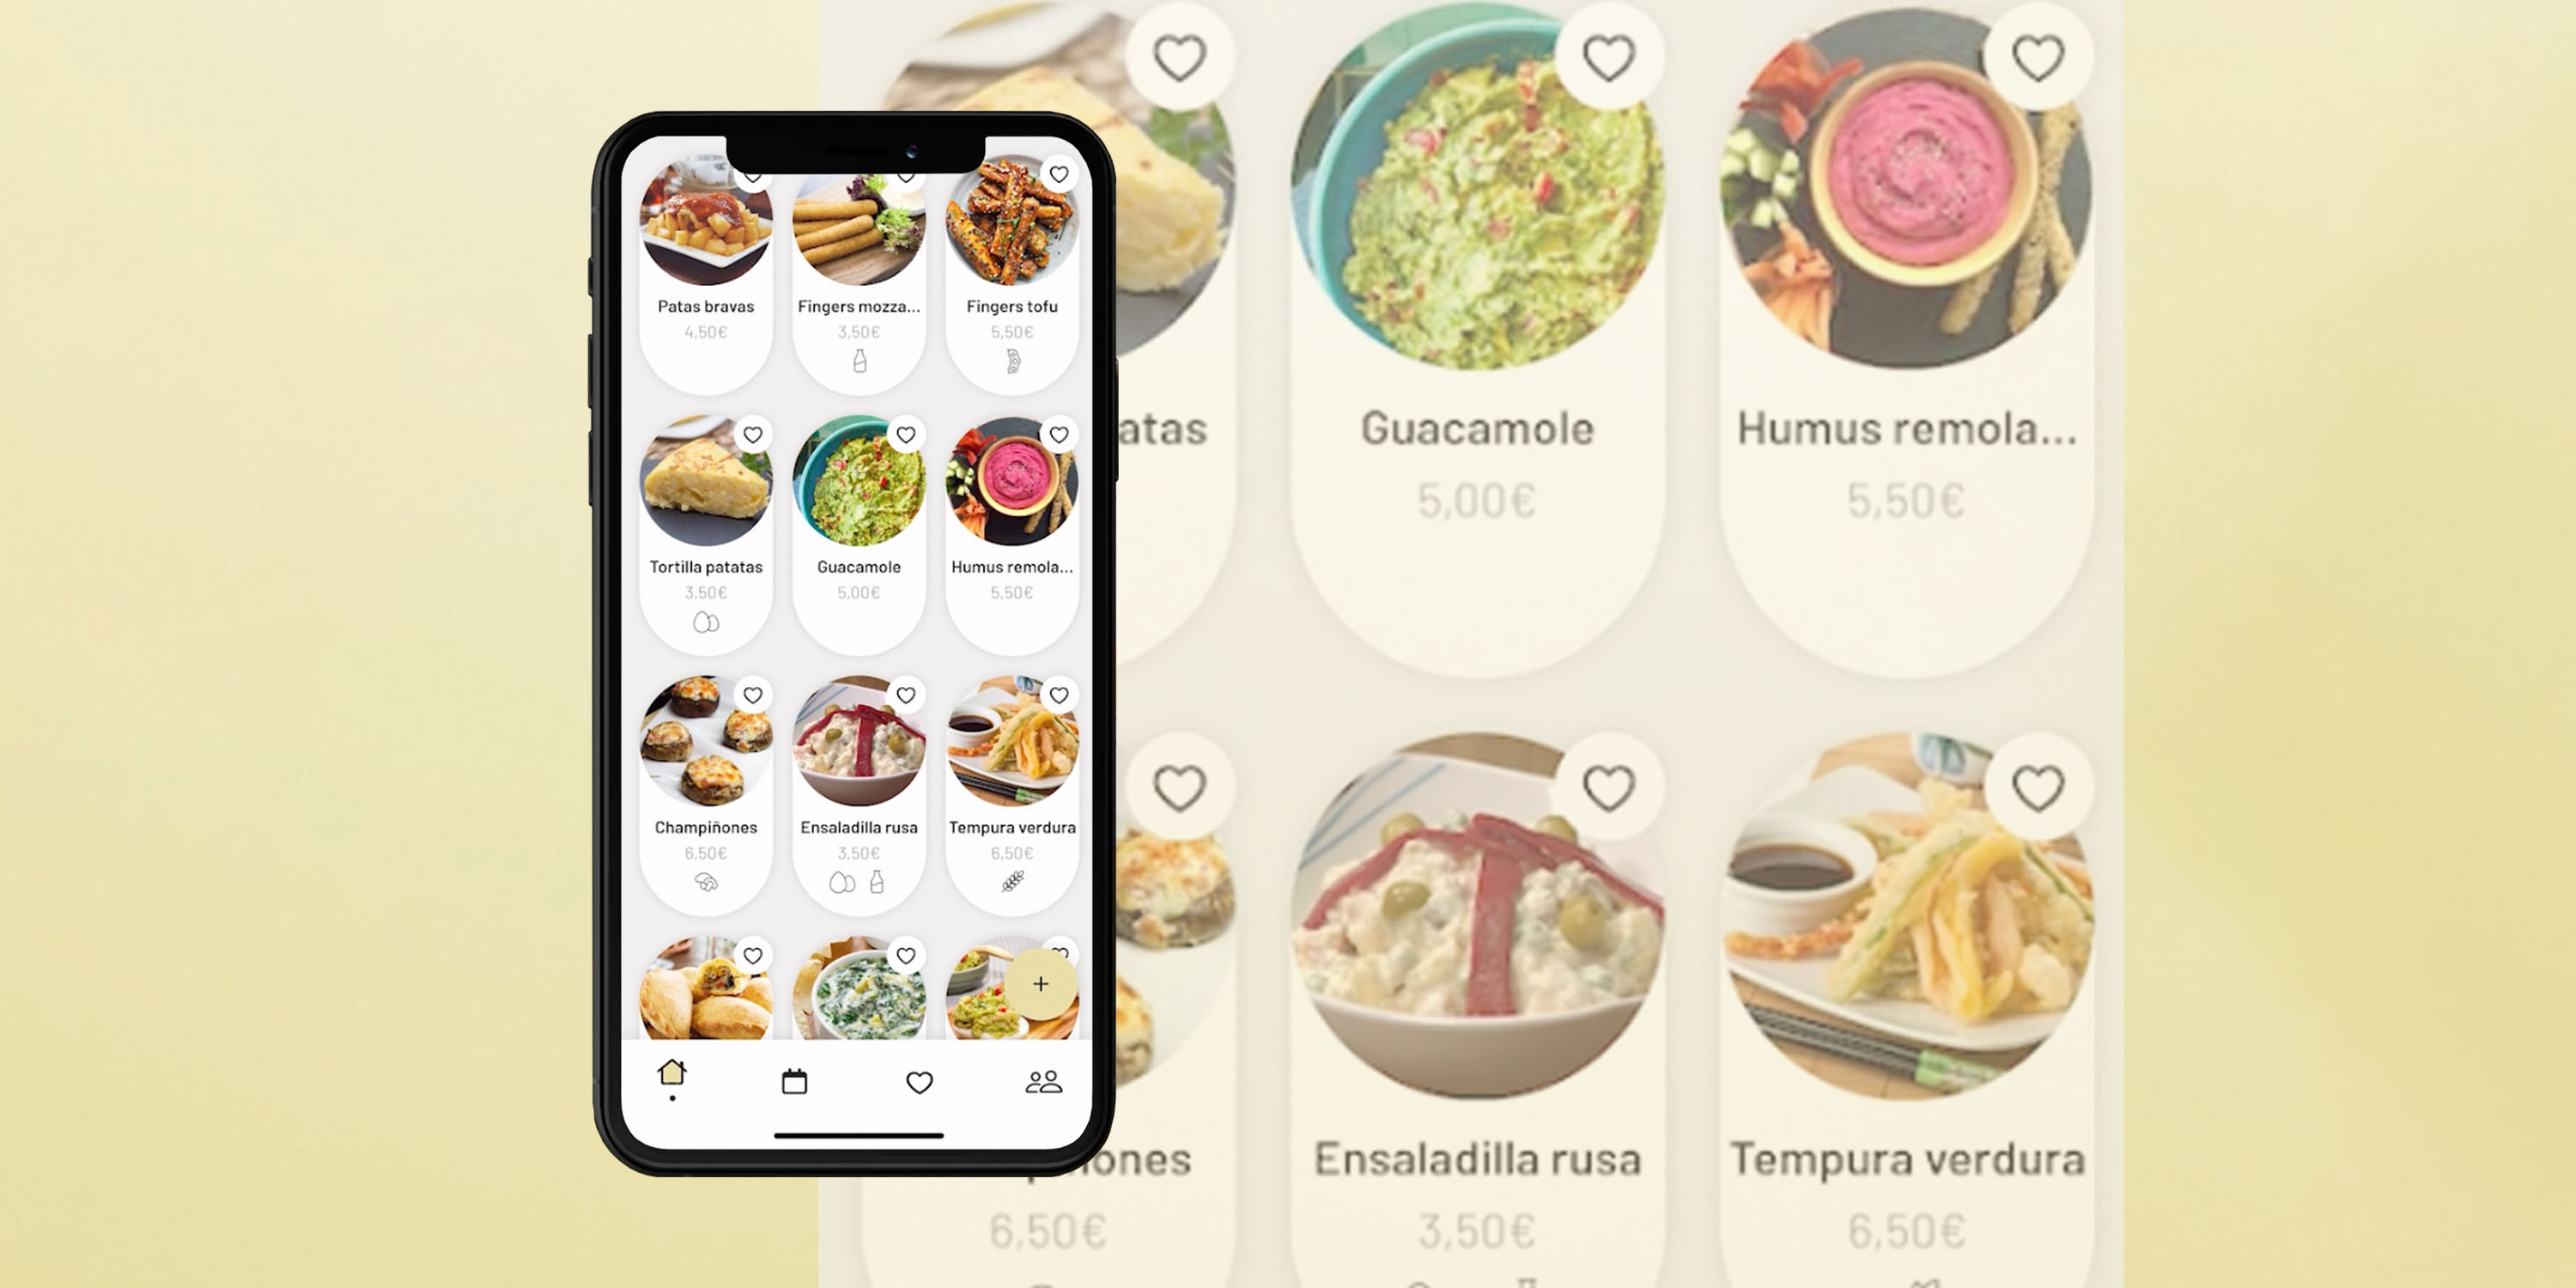 Patas bravas
Fingers mozza...
Fingers tofu
4,50€
3,50€
5,50€
Tortilla patatas
Guacamole
Humus remola...
3,50€
5,00€
5,50€
Champiñones
Ensaladilla rusa
Tempura verdura
6,50€
3,50€
6,50€
+
atas
Guacamole
Humus remola...
5,00€
5,50€
ones
Ensaladilla rusa
Tempura verdura
6,50€
3,50€
6,50€